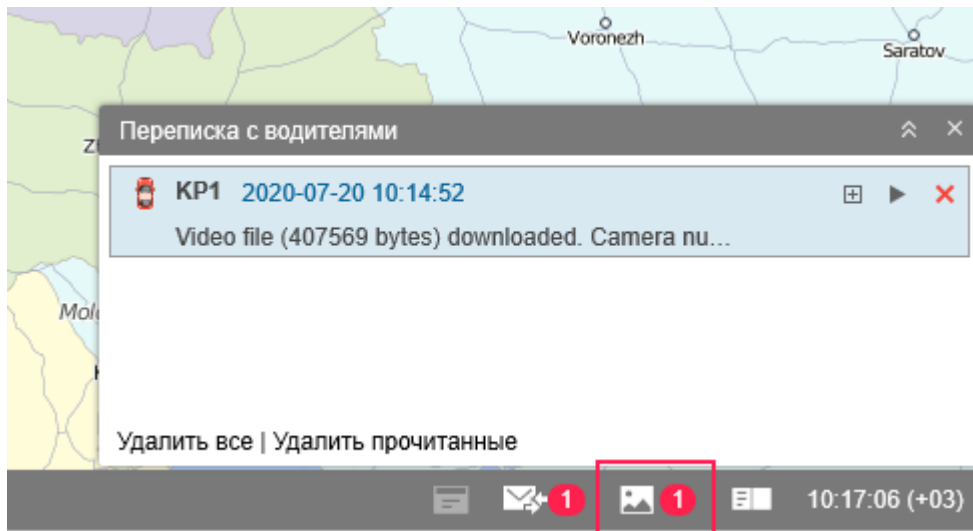 Voronezh
Saratov
Переписка с водителями
KP1 2020-07-20 10:14:52
Video file (407569 bytes) downloaded. Camera nu...
Удалить все | Удалить прочитанные
1
1
10:17:06 (+03)